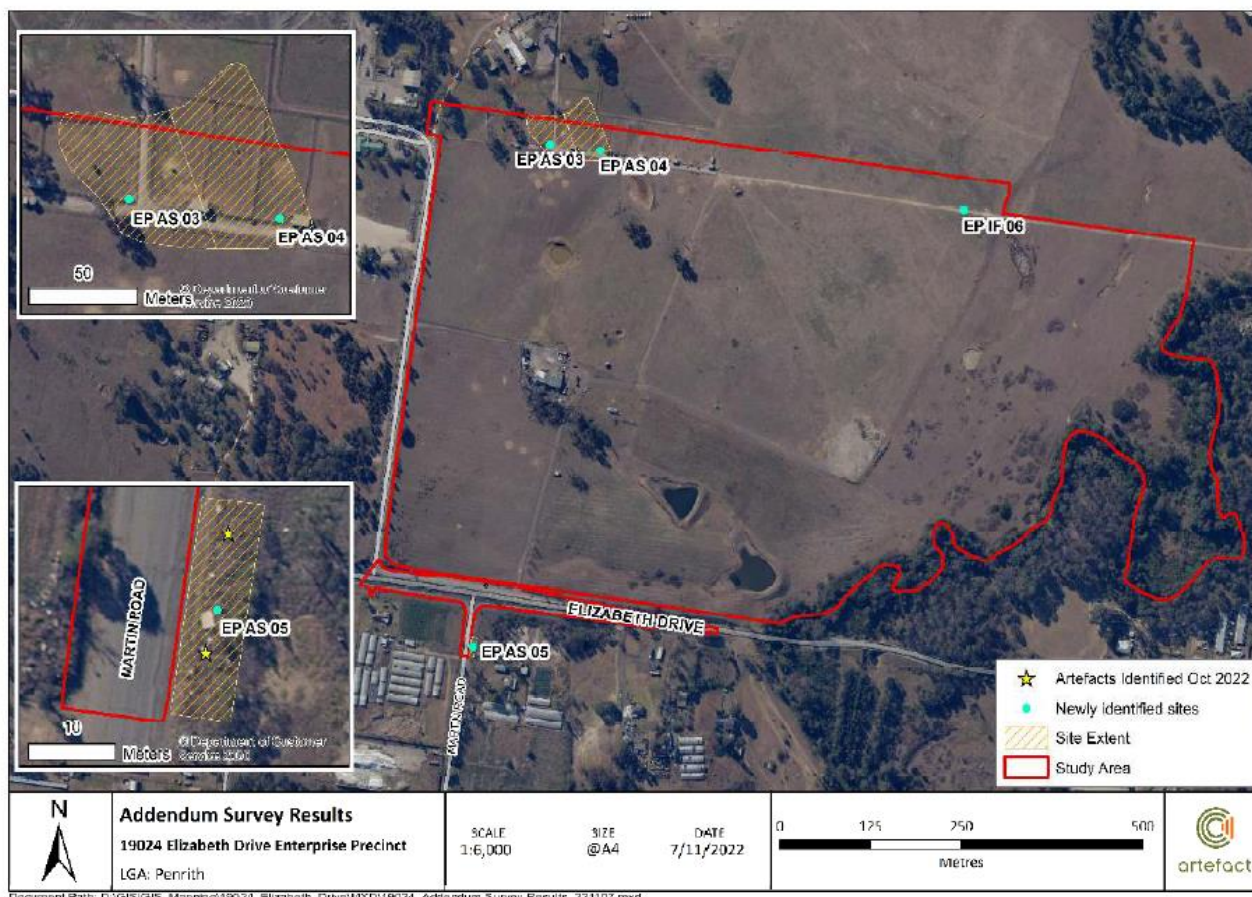 EP AS 03
EP AS 04
50
Meters
© Department of Customer
Service 2020
EP AS 03
EP AS 04
EP IF 06
MARTIN ROAD
EP AS 05
10
Meters
© Department of Customer
Service 2020
ELIZABETH DRIVE
EP AS 05
MARTIN ROAD
Artefacts Identified Oct 2022
Newly identified sites
Site Extent
Study Area
N
Addendum Survey Results
19024 Elizabeth Drive Enterprise Precinct
LGA: Penrith
SCALE
1:6,000
SIZE
@A4
DATE
7/11/2022
0 125 250 500
Metres
artefact